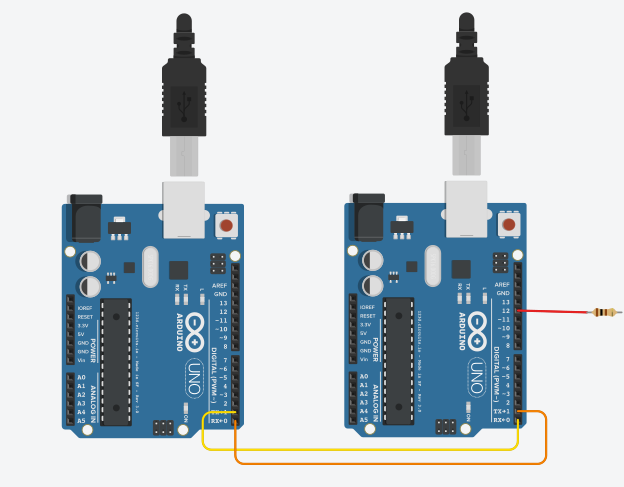 RX
TX
L
AREF
GND
13
12
~11
~10
~9
8
IOREF
RESET
3.3V
5V
GND
GND
Vin
POWER
ARDUINO
UNO
DIGITAL (PWM~)
7
~6
~5
4
~3
2
TX→1
RX←0
A0
A1
A2
A3
A4
A5
ANALOG IN
ON
RX
TX
L
AREF
GND
13
12
~11
~10
~9
8
IOREF
RESET
3.3V
5V
GND
GND
Vin
POWER
ARDUINO
UNO
DIGITAL (PWM~)
7
~6
~5
4
~3
2
TX→1
RX←0
A0
A1
A2
A3
A4
A5
ANALOG IN
ON